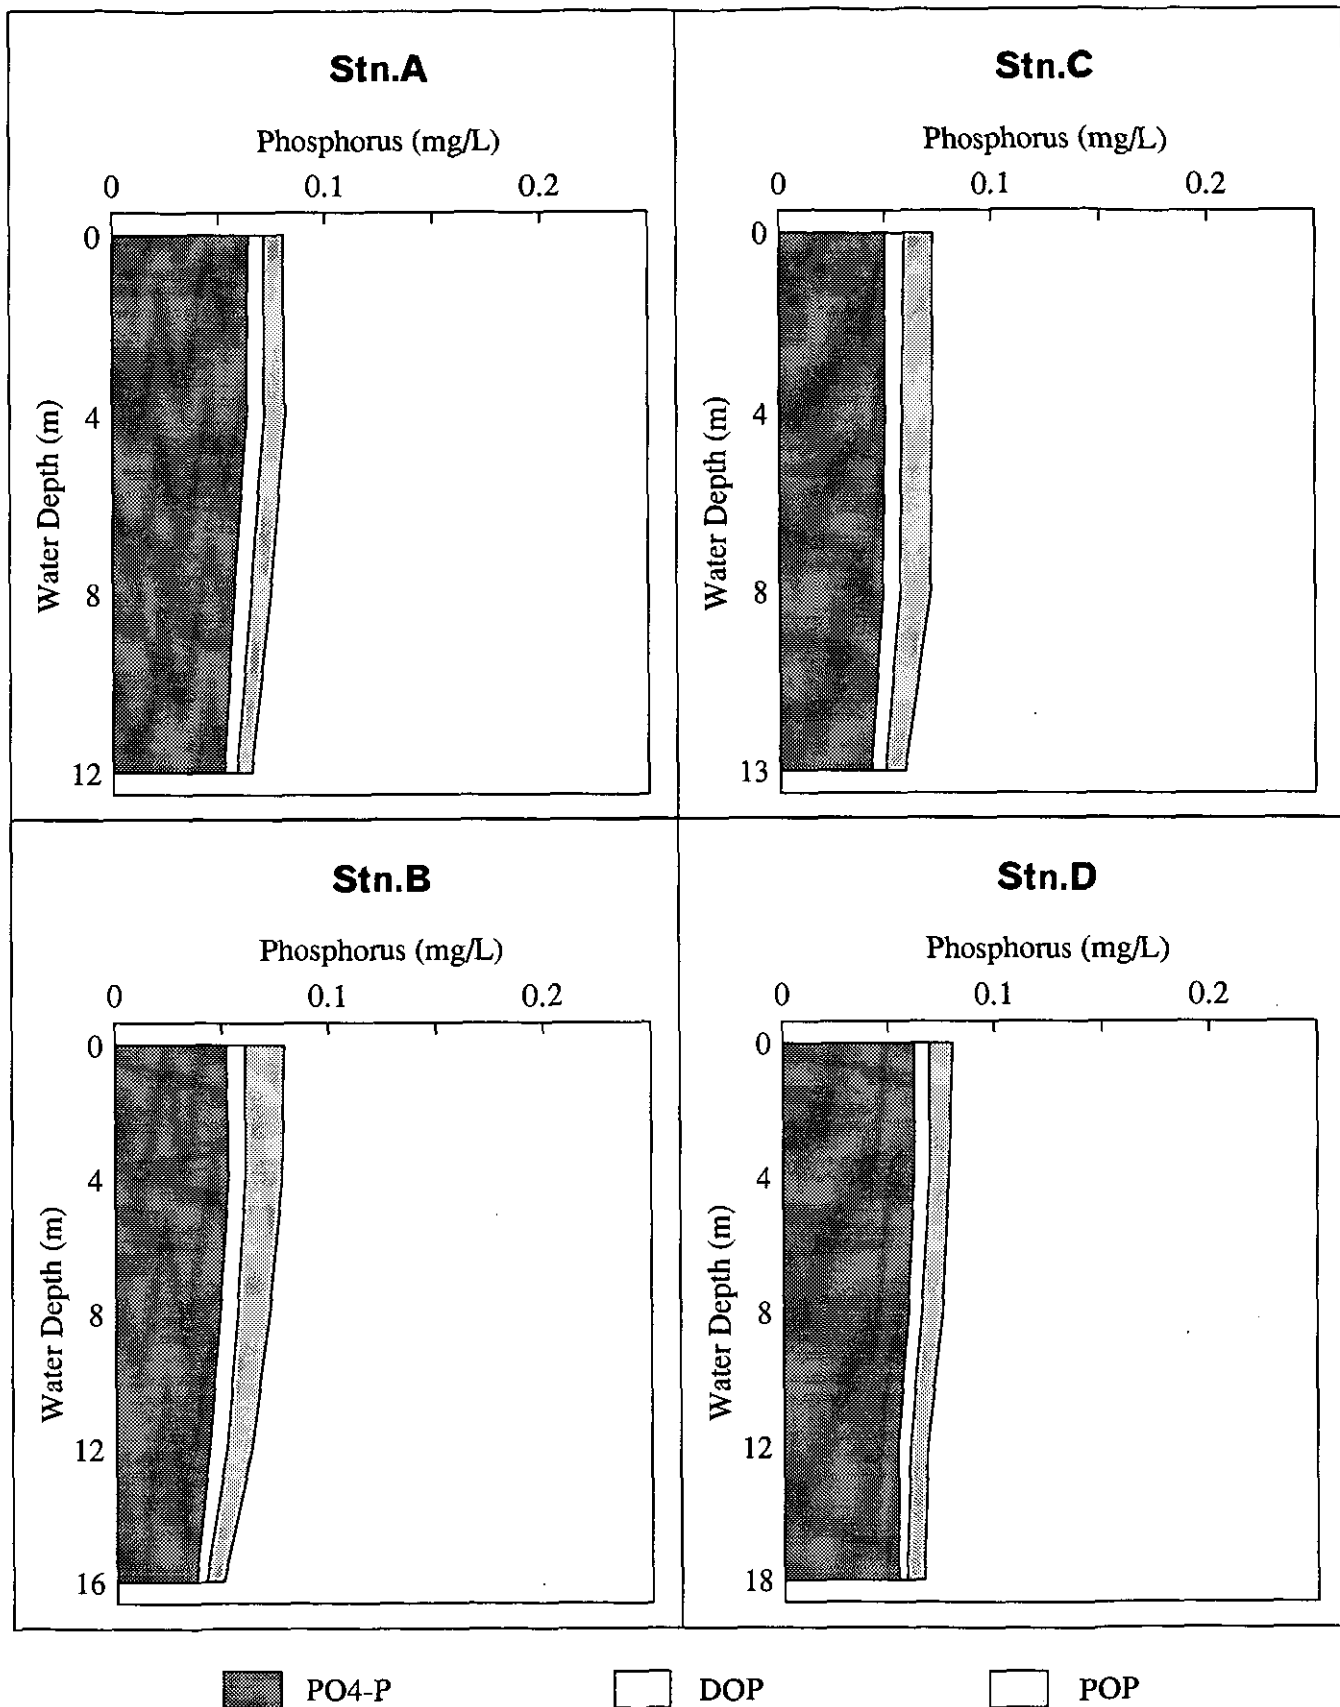 Stn.A
Phosphorus (mg/L)
0 0.1 0.2
0
4
8
12
Water Depth (m)
Stn.C
Phosphorus (mg/L)
0 0.1 0.2
0
4
8
13
Water Depth (m)
Stn.B
Phosphorus (mg/L)
0 0.1 0.2
0
4
8
12
16
Water Depth (m)
Stn.D
Phosphorus (mg/L)
0 0.1 0.2
0
4
8
12
18
Water Depth (m)
PO4-P DOP POP